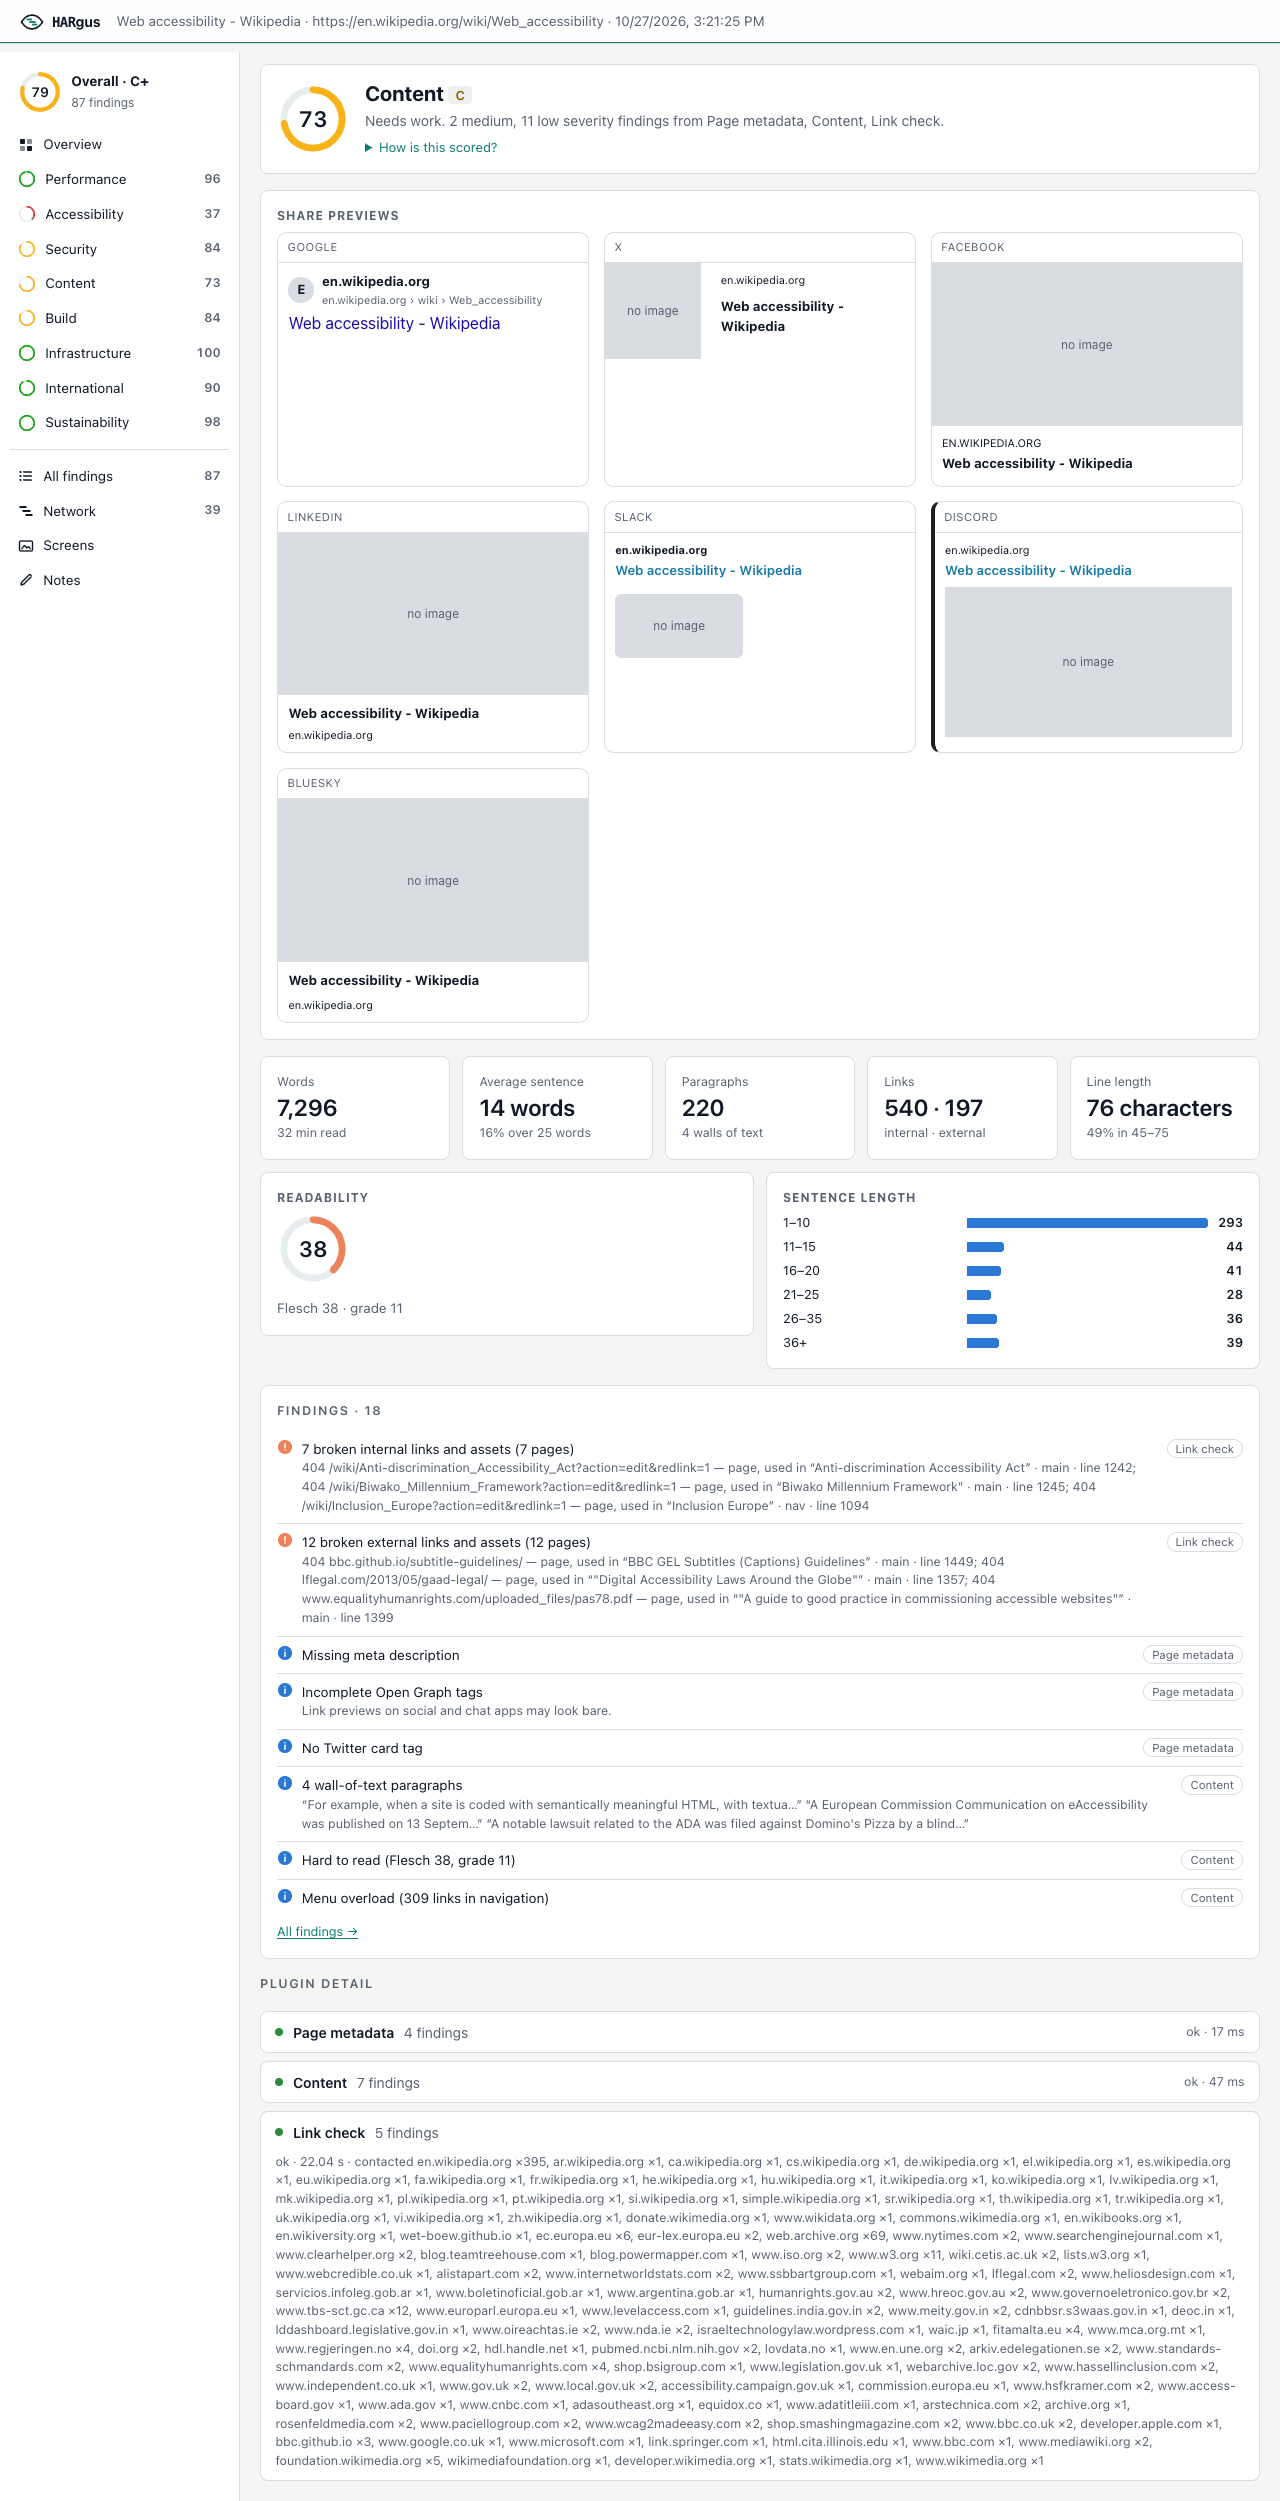 HARgus Web accessibility - Wikipedia · https://en.wikipedia.org/wiki/Web_accessibility · 10/27/2026, 3:21:25 PM
79
Overall · C+
87 findings
Overview
Performance 96
Accessibility 37
Security 84
Content 73
Build 84
Infrastructure 100
International 90
Sustainability 98
All findings 87
Network 39
Screens
Notes
73
Content C
Needs work. 2 medium, 11 low severity findings from Page metadata, Content, Link check.
▶ How is this scored?
SHARE PREVIEWS
GOOGLE
E
en.wikipedia.org
en.wikipedia.org › wiki › Web_accessibility
Web accessibility - Wikipedia
X
no image
en.wikipedia.org
Web accessibility -
Wikipedia
FACEBOOK
no image
EN.WIKIPEDIA.ORG
Web accessibility - Wikipedia
LINKEDIN
no image
Web accessibility - Wikipedia
en.wikipedia.org
SLACK
en.wikipedia.org
Web accessibility - Wikipedia
no image
DISCORD
en.wikipedia.org
Web accessibility - Wikipedia
no image
BLUESKY
no image
Web accessibility - Wikipedia
en.wikipedia.org
Words
7,296
32 min read
Average sentence
14 words
16% over 25 words
Paragraphs
220
4 walls of text
Links
540 · 197
internal · external
Line length
76 characters
49% in 45–75
READABILITY
38
Flesch 38 · grade 11
SENTENCE LENGTH
1–10 293
11–15 44
16–20 41
21–25 28
26–35 36
36+ 39
FINDINGS · 18
7 broken internal links and assets (7 pages) Link check
404 /wiki/Anti-discrimination_Accessibility_Act?action=edit&redlink=1 — page, used in “Anti-discrimination Accessibility Act” · main · line 1242;
404 /wiki/Biwako_Millennium_Framework?action=edit&redlink=1 — page, used in “Biwako Millennium Framework” · main · line 1245; 404
/wiki/Inclusion_Europe?action=edit&redlink=1 — page, used in “Inclusion Europe” · nav · line 1094
12 broken external links and assets (12 pages) Link check
404 bbc.github.io/subtitle-guidelines/ — page, used in “BBC GEL Subtitles (Captions) Guidelines” · main · line 1449; 404
lflegal.com/2013/05/gaad-legal/ — page, used in “"Digital Accessibility Laws Around the Globe"” · main · line 1357; 404
www.equalityhumanrights.com/uploaded_files/pas78.pdf — page, used in “"A guide to good practice in commissioning accessible websites"” ·
main · line 1399
Missing meta description Page metadata
Incomplete Open Graph tags Page metadata
Link previews on social and chat apps may look bare.
No Twitter card tag Page metadata
4 wall-of-text paragraphs Content
“For example, when a site is coded with semantically meaningful HTML, with textua…” “A European Commission Communication on eAccessibility
was published on 13 Septem…” “A notable lawsuit related to the ADA was filed against Domino's Pizza by a blind…”
Hard to read (Flesch 38, grade 11) Content
Menu overload (309 links in navigation) Content
All findings →
PLUGIN DETAIL
Page metadata 4 findings ok · 17 ms
Content 7 findings ok · 47 ms
Link check 5 findings
ok · 22.04 s · contacted en.wikipedia.org ×395, ar.wikipedia.org ×1, ca.wikipedia.org ×1, cs.wikipedia.org ×1, de.wikipedia.org ×1, el.wikipedia.org ×1, es.wikipedia.org
×1, eu.wikipedia.org ×1, fa.wikipedia.org ×1, fr.wikipedia.org ×1, he.wikipedia.org ×1, hu.wikipedia.org ×1, it.wikipedia.org ×1, ko.wikipedia.org ×1, lv.wikipedia.org ×1,
mk.wikipedia.org ×1, pl.wikipedia.org ×1, pt.wikipedia.org ×1, si.wikipedia.org ×1, simple.wikipedia.org ×1, sr.wikipedia.org ×1, th.wikipedia.org ×1, tr.wikipedia.org ×1,
uk.wikipedia.org ×1, vi.wikipedia.org ×1, zh.wikipedia.org ×1, donate.wikimedia.org ×1, www.wikidata.org ×1, commons.wikimedia.org ×1, en.wikibooks.org ×1,
en.wikiversity.org ×1, wet-boew.github.io ×1, ec.europa.eu ×6, eur-lex.europa.eu ×2, web.archive.org ×69, www.nytimes.com ×2, www.searchenginejournal.com ×1,
www.clearhelper.org ×2, blog.teamtreehouse.com ×1, blog.powermapper.com ×1, www.iso.org ×2, www.w3.org ×11, wiki.cetis.ac.uk ×2, lists.w3.org ×1,
www.webcredible.co.uk ×1, alistapart.com ×2, www.internetworldstats.com ×2, www.ssbbartgroup.com ×1, webaim.org ×1, lflegal.com ×2, www.heliosdesign.com ×1,
servicios.infoleg.gob.ar ×1, www.boletinoficial.gob.ar ×1, www.argentina.gob.ar ×1, humanrights.gov.au ×2, www.hreoc.gov.au ×2, www.governoeletronico.gov.br ×2,
www.tbs-sct.gc.ca ×12, www.europarl.europa.eu ×1, www.levelaccess.com ×1, guidelines.india.gov.in ×2, www.meity.gov.in ×2, cdnbbsr.s3waas.gov.in ×1, deoc.in ×1,
lddashboard.legislative.gov.in ×1, www.oireachtas.ie ×2, www.nda.ie ×2, israeltechnologylaw.wordpress.com ×1, waic.jp ×1, fitamalta.eu ×4, www.mca.org.mt ×1,
www.regjeringen.no ×4, doi.org ×2, hdl.handle.net ×1, pubmed.ncbi.nlm.nih.gov ×2, lovdata.no ×1, www.en.une.org ×2, arkiv.edelegationen.se ×2, www.standards-
schmandards.com ×2, www.equalityhumanrights.com ×4, shop.bsigroup.com ×1, www.legislation.gov.uk ×1, webarchive.loc.gov ×2, www.hassellinclusion.com ×2,
www.independent.co.uk ×1, www.gov.uk ×2, www.local.gov.uk ×2, accessibility.campaign.gov.uk ×1, commission.europa.eu ×1, www.hsfkramer.com ×2, www.access-
board.gov ×1, www.ada.gov ×1, www.cnbc.com ×1, adasoutheast.org ×1, equidox.co ×1, www.adatitleiii.com ×1, arstechnica.com ×2, archive.org ×1,
rosenfeldmedia.com ×2, www.paciellogroup.com ×2, www.wcag2madeeasy.com ×2, shop.smashingmagazine.com ×2, www.bbc.co.uk ×2, developer.apple.com ×1,
bbc.github.io ×3, www.google.co.uk ×1, www.microsoft.com ×1, link.springer.com ×1, html.cita.illinois.edu ×1, www.bbc.com ×1, www.mediawiki.org ×2,
foundation.wikimedia.org ×5, wikimediafoundation.org ×1, developer.wikimedia.org ×1, stats.wikimedia.org ×1, www.wikimedia.org ×1